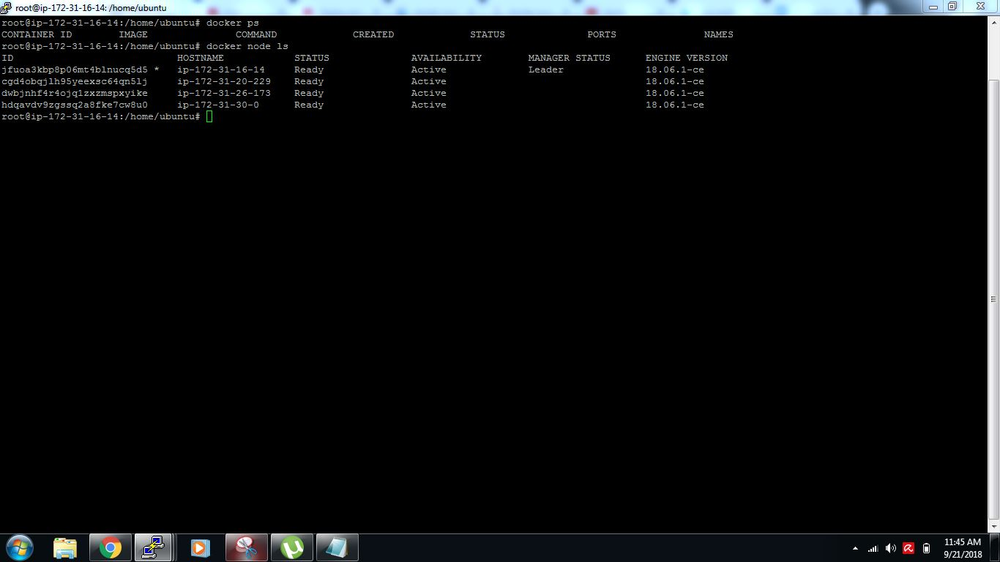 root@ip-172-31-16-14: /home/ubuntu
root@ip-172-31-16-14:/home/ubuntu# docker ps
CONTAINER ID IMAGE COMMAND CREATED STATUS PORTS NAMES
root@ip-172-31-16-14:/home/ubuntu# docker node ls
ID HOSTNAME STATUS AVAILABILITY MANAGER STATUS ENGINE VERSION
jfuoa3kbp8p06mt4blnucq5d5 * ip-172-31-16-14 Ready Active Leader 18.06.1-ce
cgd4obqjlh95yeexsc64qn5lj ip-172-31-20-229 Ready Active 18.06.1-ce
dwbjnhf4r4ojq1zxzmspxyike ip-172-31-26-173 Ready Active 18.06.1-ce
hdqavdv9zgssq2a8fke7cw8u0 ip-172-31-30-0 Ready Active 18.06.1-ce
root@ip-172-31-16-14:/home/ubuntu#
11:45 AM
9/21/2018